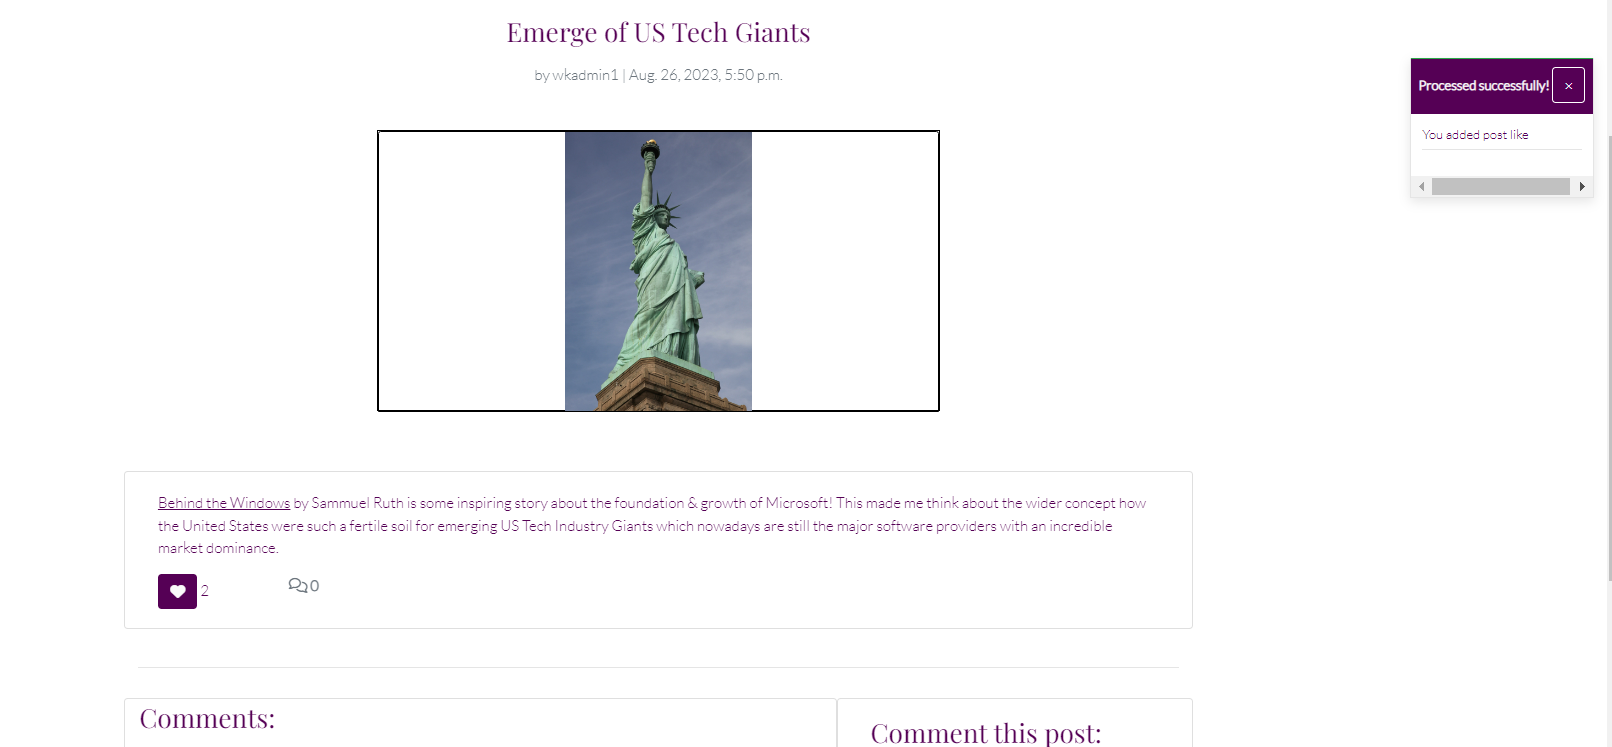 Emerge of US Tech Giants
by wkadmin1 | Aug. 26, 2023, 5:50 p.m.
Processed successfully! ×
You added post like
Behind the Windows by Sammuel Ruth is some inspiring story about the foundation & growth of Microsoft! This made me think about the wider concept how
the United States were such a fertile soil for emerging US Tech Industry Giants which nowadays are still the major software providers with an incredible
market dominance.
2 0
Comments:
Comment this post: